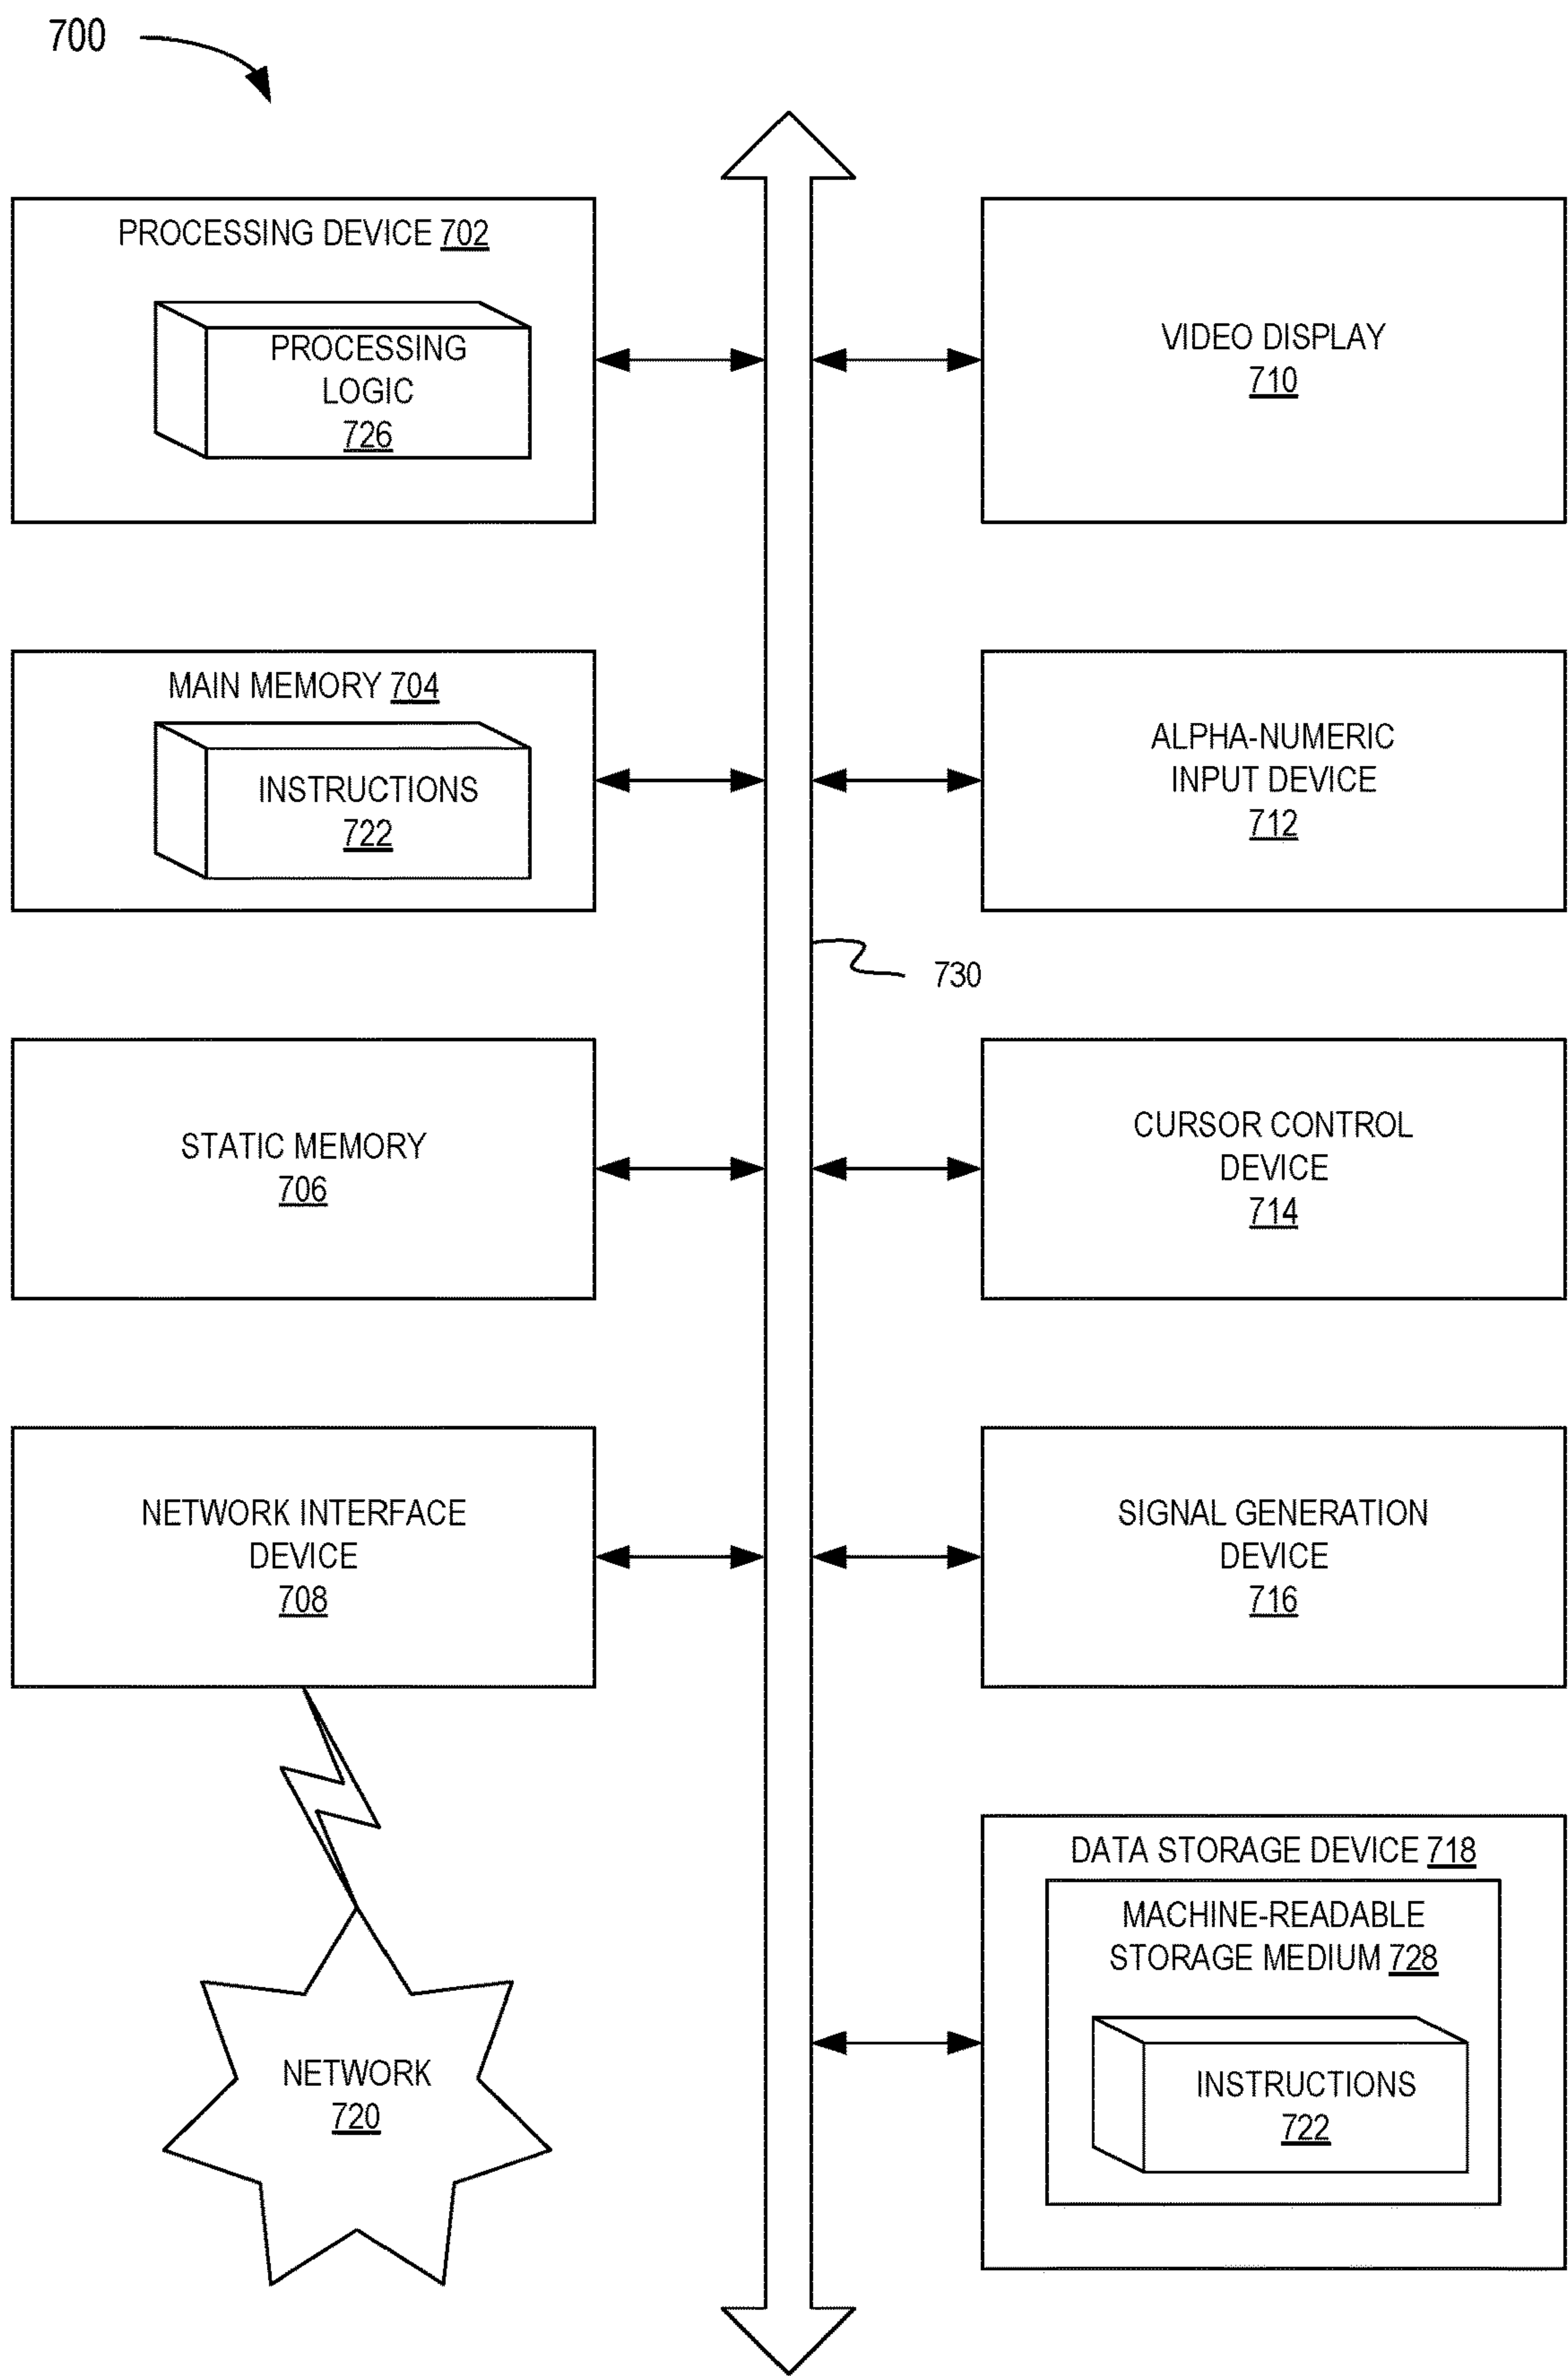 700
PROCESSING DEVICE 702
PROCESSING
LOGIC
726
VIDEO DISPLAY
710
MAIN MEMORY 704
INSTRUCTIONS
722
ALPHA-NUMERIC
INPUT DEVICE
712
730
STATIC MEMORY
706
CURSOR CONTROL
DEVICE
714
NETWORK INTERFACE
DEVICE
708
SIGNAL GENERATION
DEVICE
716
DATA STORAGE DEVICE 718
MACHINE-READABLE
STORAGE MEDIUM 728
INSTRUCTIONS
722
NETWORK
720